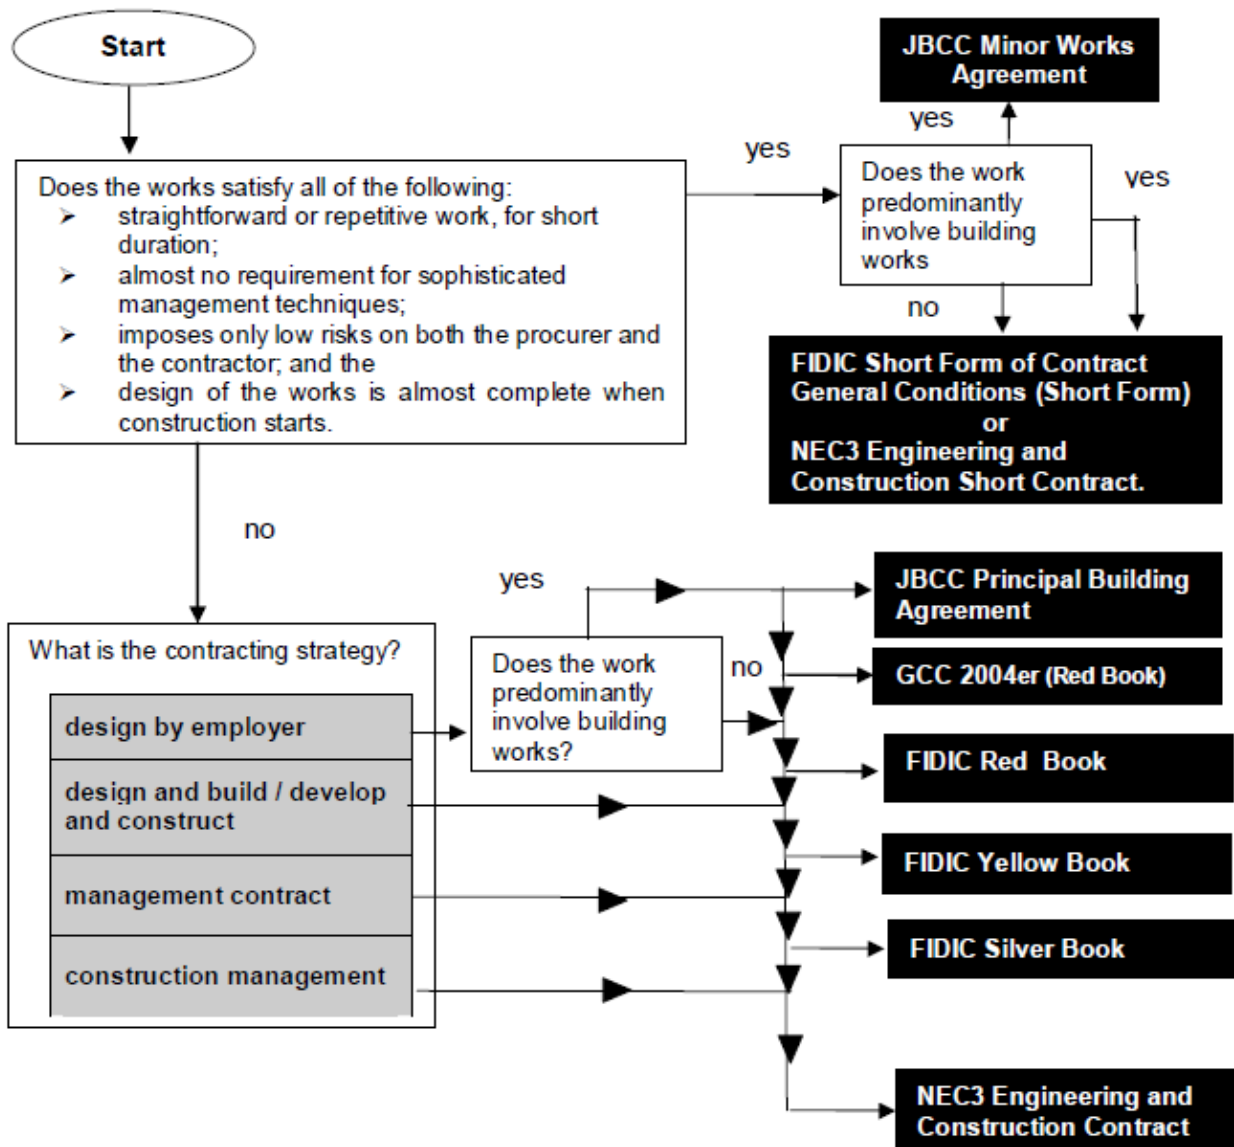 Start
JBCC Minor Works
Agreement
yes
yes
yes
Does the works satisfy all of the following:
➢ straightforward or repetitive work, for short
duration;
➢ almost no requirement for sophisticated
management techniques;
➢ imposes only low risks on both the procurer and
the contractor; and the
➢ design of the works is almost complete when
construction starts.
Does the work
predominantly
involve building
works
no
FIDIC Short Form of Contract
General Conditions (Short Form)
or
NEC3 Engineering and
Construction Short Contract.
no
What is the contracting strategy?
design by employer
design and build / develop
and construct
management contract
construction management
yes
Does the work
predominantly
involve building
works?
no
JBCC Principal Building
Agreement
GCC 2004er (Red Book)
FIDIC Red Book
FIDIC Yellow Book
FIDIC Silver Book
NEC3 Engineering and
Construction Contract